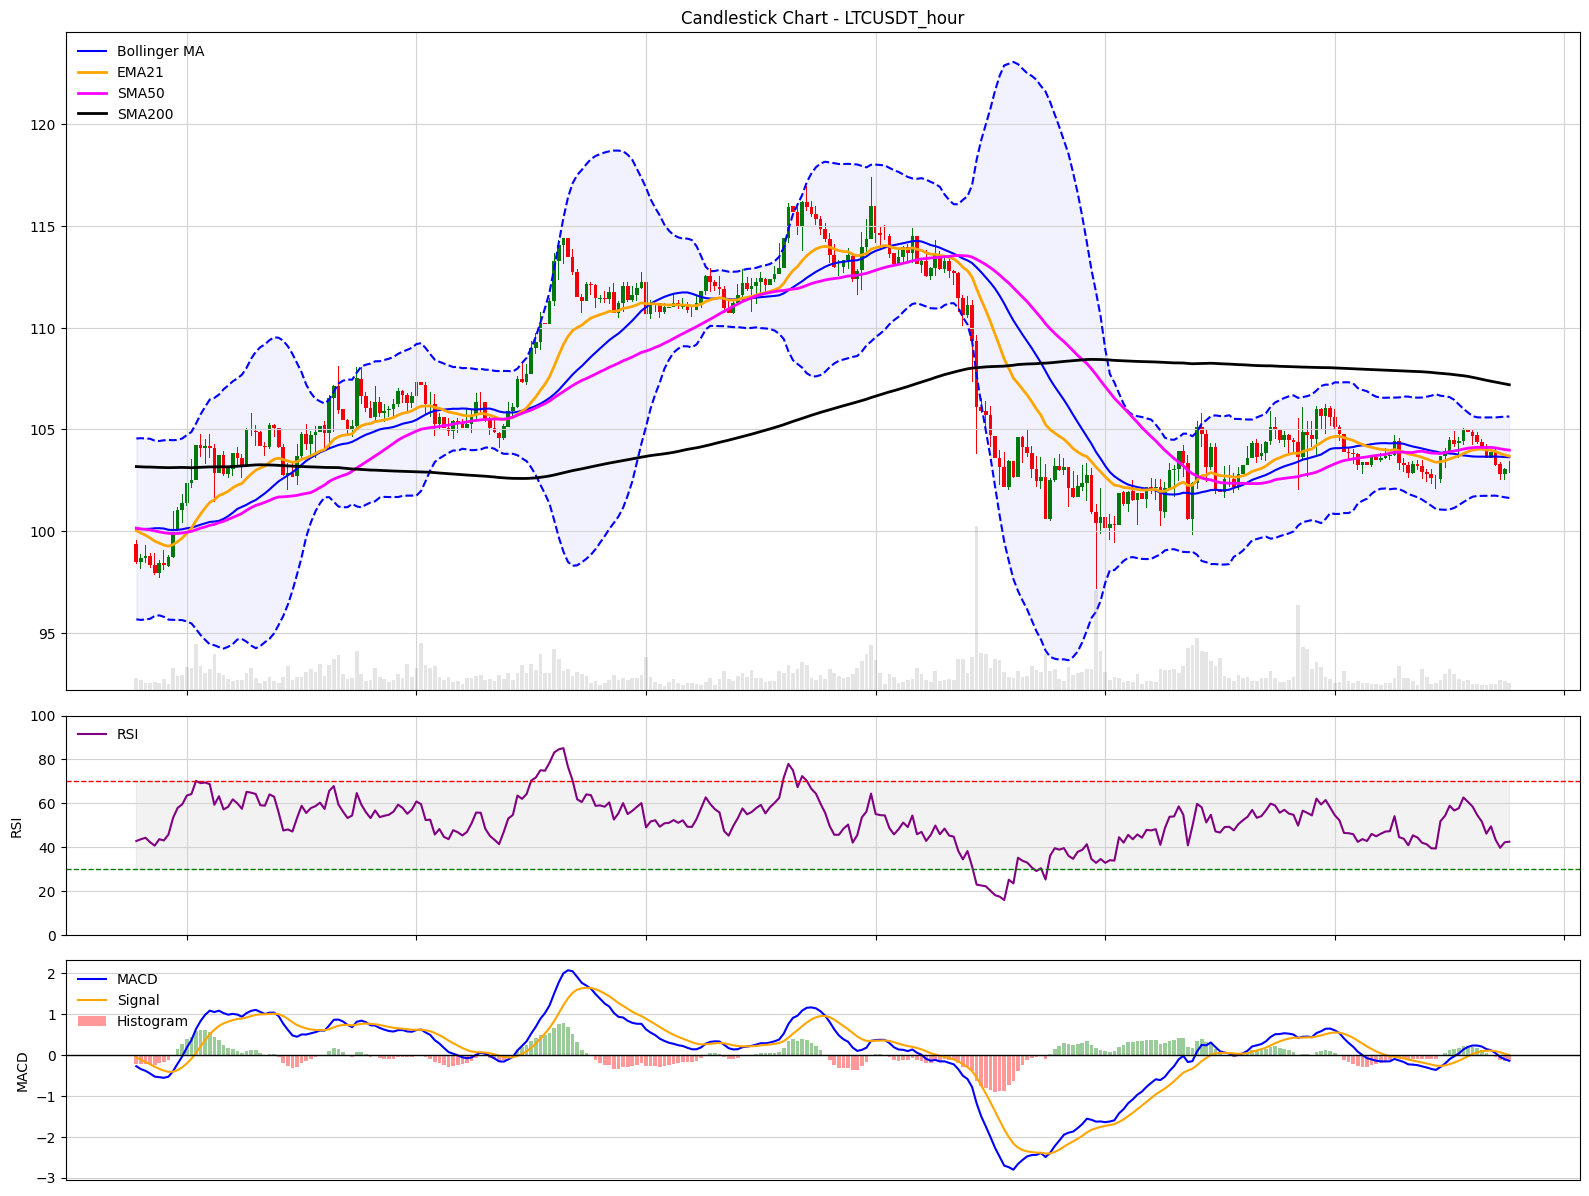 Candlestick Chart - LTCUSDT_hour
Bollinger MA
EMA21
SMA50
SMA200
120
115
110
105
100
95
RSI
100
80
60
40
20
0
RSI
MACD
Signal
Histogram
2
1
0
−1
−2
−3
MACD